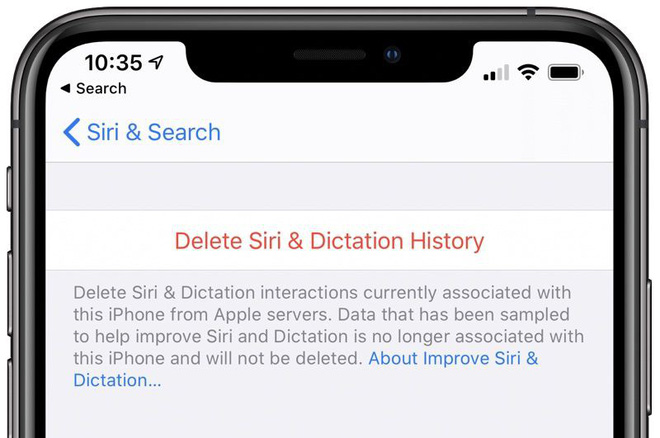 10:35
Search
Siri & Search
Delete Siri & Dictation History
Delete Siri & Dictation interactions currently associated with
this iPhone from Apple servers. Data that has been sampled
to help improve Siri and Dictation is no longer associated with
this iPhone and will not be deleted. About Improve Siri &
Dictation...